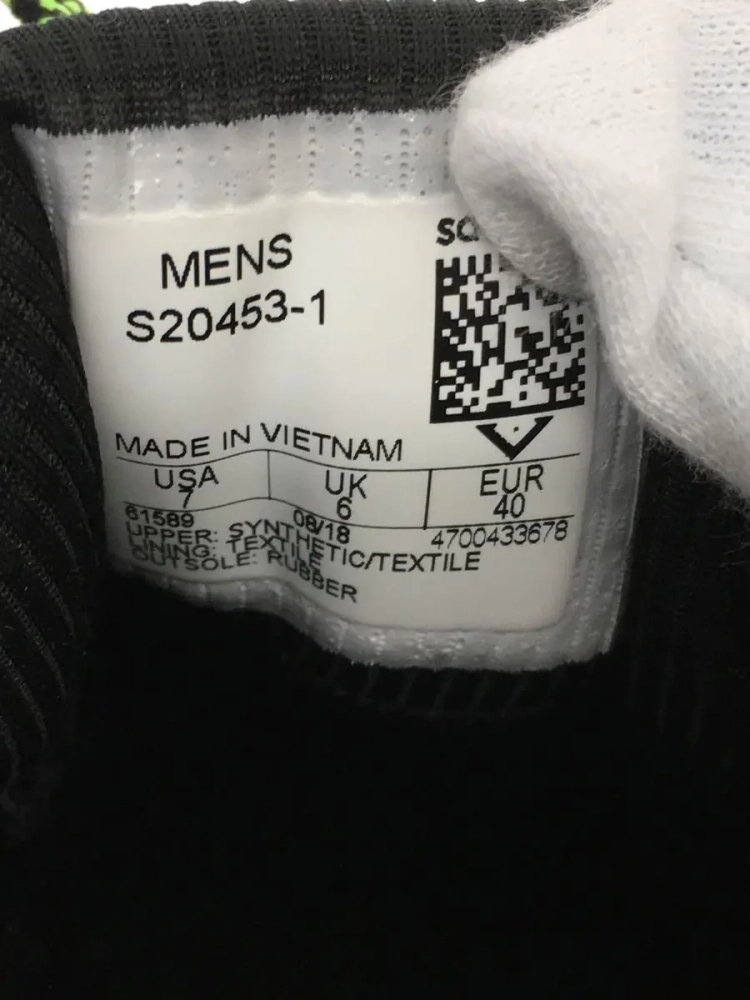 MENS
S20453-1
MADE IN VIETNAM
USA UK EUR
7 6 40
61589 08/18 4700433678
UPPER: SYNTHETIC/TEXTILE
LINING: TEXTILE
OUTSOLE: RUBBER